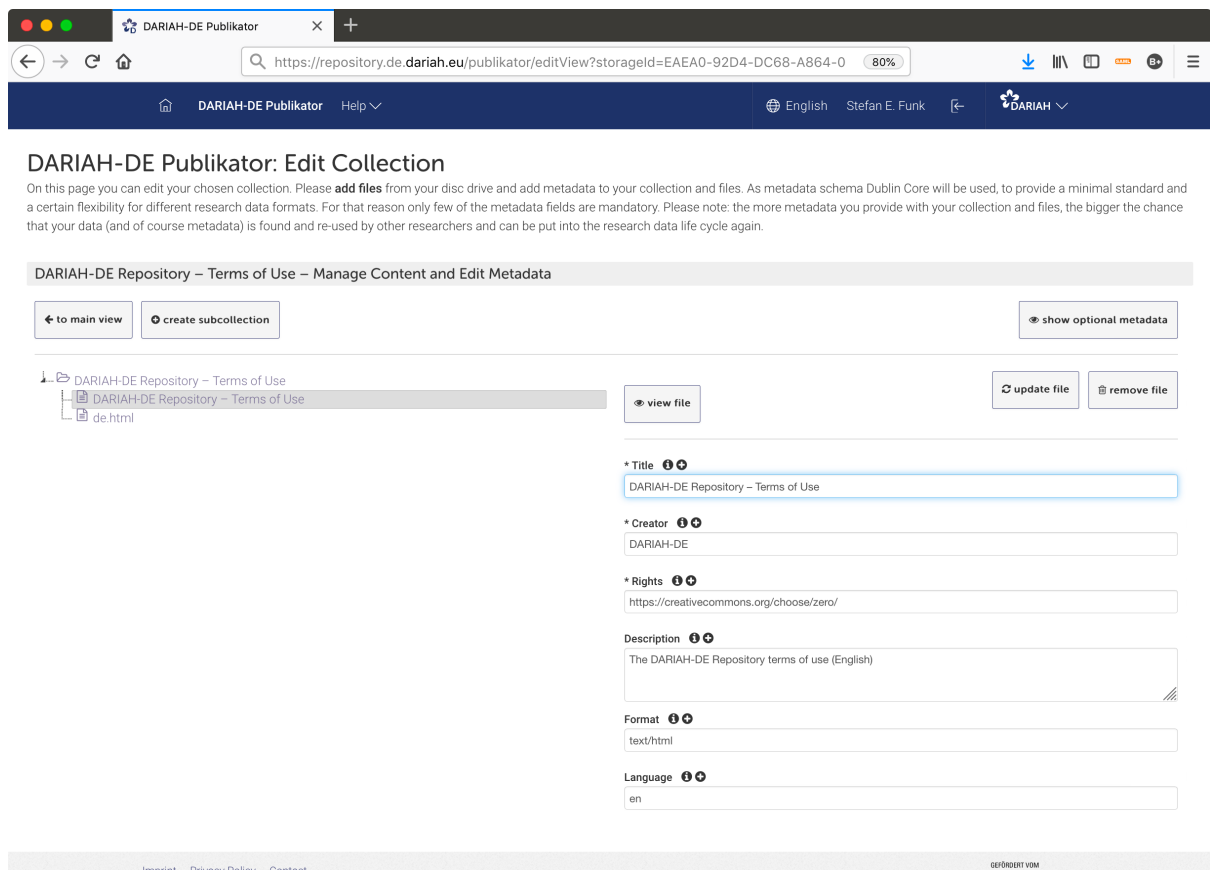 DARIAH-DE Publikator
https://repository.de.dariah.eu/publikator/editView?storageId=EAEA0-92D4-DC68-A864-0 80%
DARIAH-DE Publikator Help English Stefan E. Funk DARIAH
DARIAH-DE Publikator: Edit Collection
On this page you can edit your chosen collection. Please add files from your disc drive and add metadata to your collection and files. As metadata schema Dublin Core will be used, to provide a minimal standard and
a certain flexibility for different research data formats. For that reason only few of the metadata fields are mandatory. Please note: the more metadata you provide with your collection and files, the bigger the chance
that your data (and of course metadata) is found and re-used by other researchers and can be put into the research data life cycle again.
DARIAH-DE Repository – Terms of Use – Manage Content and Edit Metadata
to main view create subcollection show optional metadata
DARIAH-DE Repository – Terms of Use
DARIAH-DE Repository – Terms of Use
de.html
view file update file remove file
* Title
DARIAH-DE Repository – Terms of Use
* Creator
DARIAH-DE
* Rights
https://creativecommons.org/choose/zero/
Description
The DARIAH-DE Repository terms of use (English)
Format
text/html
Language
en
Imprint Privacy Policy Contact
GEFÖRDERT VOM